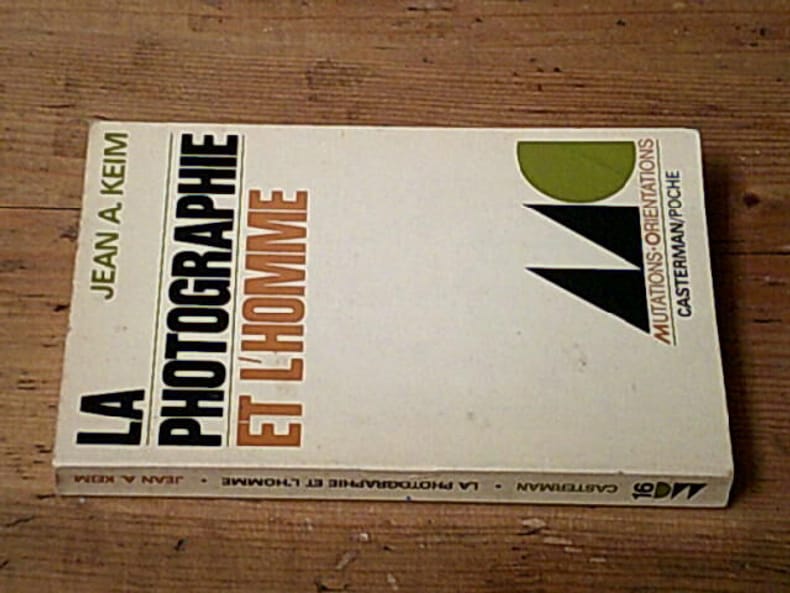 JEAN A. KEIM
LA
PHOTOGRAPHIE
ET L'HOMME
MUTATIONS·ORIENTATIONS
CASTERMAN/POCHE
JEAN A. KEIM • LA PHOTOGRAPHIE ET L'HOMME • CASTERMAN
16